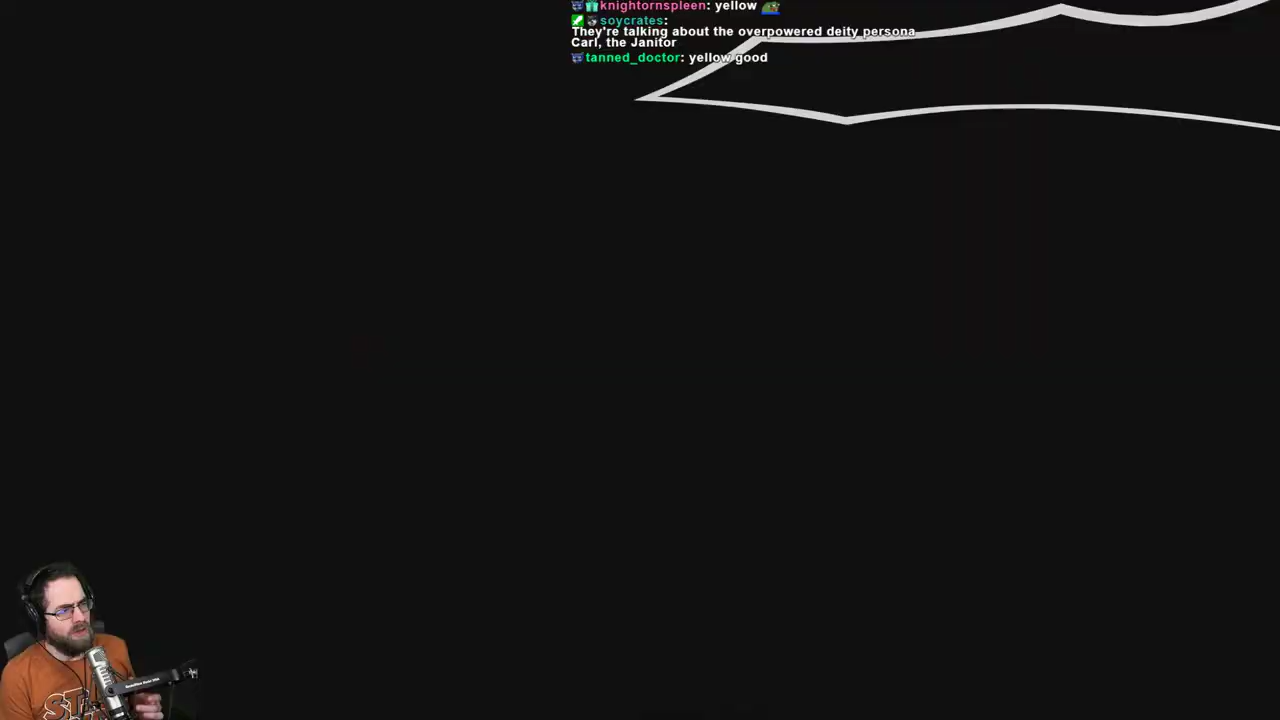 knightornspleen: yellow
soycrates:
They're talking about the overpowered deity persona
Carl, the Janitor
tanned_doctor: yellow good